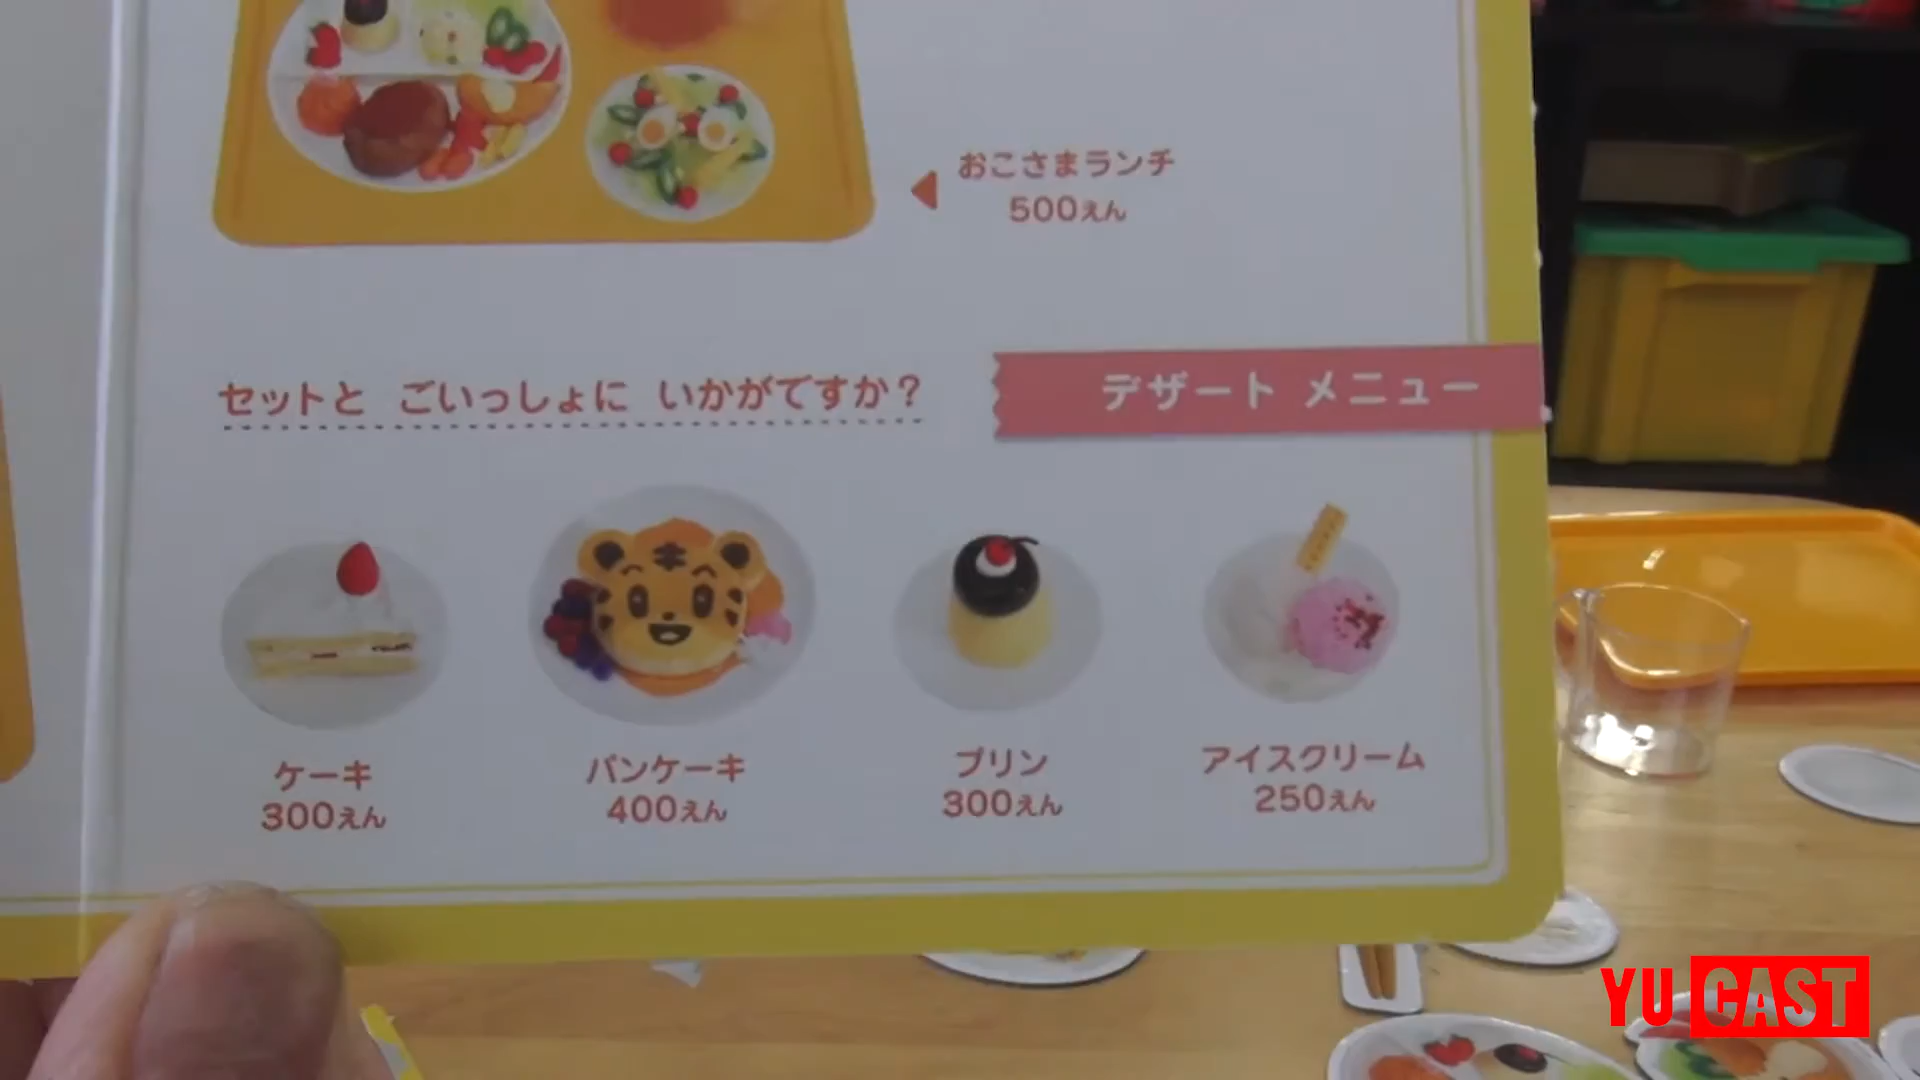 おこさまランチ
500えん
セットと ごいっしょに いかがですか?
デザート メニュー
ケーキ
300えん
パンケーキ
400えん
プリン
300えん
アイスクリーム
250えん
YU CAST